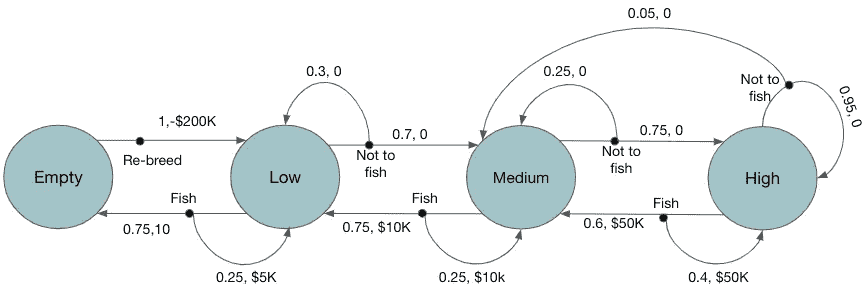 0.05, 0
0.3, 0
0.25, 0
Not to
fish
0.95, 0
1,-$200K
Re-breed
0.7, 0
Not to
fish
0.75, 0
Not to
fish
Empty
Low
Medium
High
Fish
0.75,10
Fish
0.75, $10K
Fish
0.6, $50K
0.25, $5K
0.25, $10k
0.4, $50K